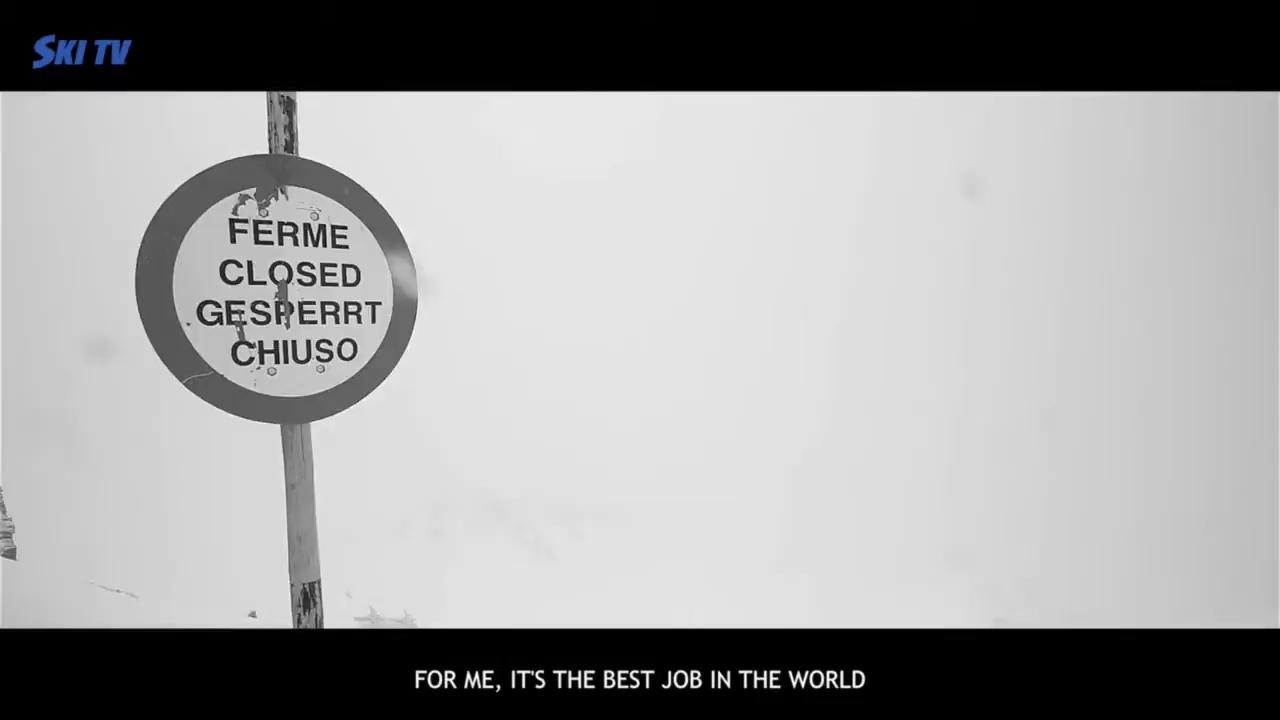 SKI TV
FERME
CLOSED
GESPERRT
CHIUSO
FOR ME, IT'S THE BEST JOB IN THE WORLD